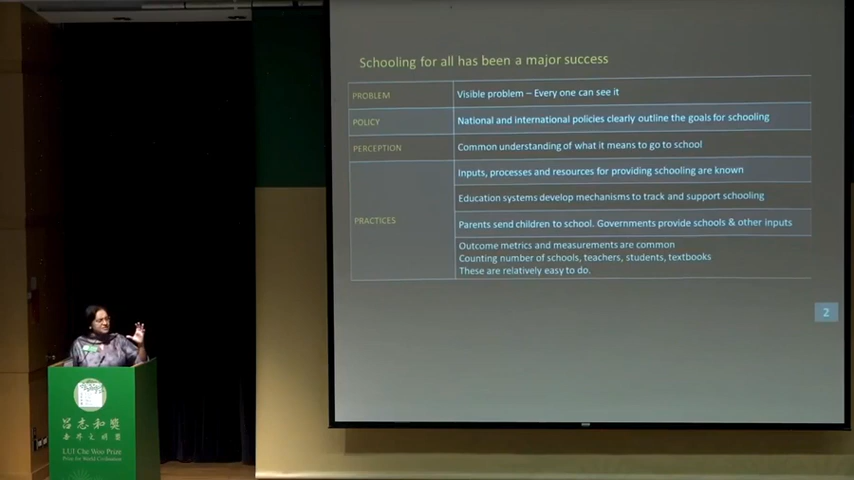 Schooling for all has been a major success
PROBLEM
Visible problem – Every one can see it
POLICY
National and international policies clearly outline the goals for schooling
PERCEPTION
Common understanding of what it means to go to school
PRACTICES
Inputs, processes and resources for providing schooling are known
Education systems develop mechanisms to track and support schooling
Parents send children to school. Governments provide schools & other inputs
Outcome metrics and measurements are common
Counting number of schools, teachers, students, textbooks
These are relatively easy to do.
2
呂志和獎
世界文明獎
LUI Che Woo Prize
Prize for World Civilisation